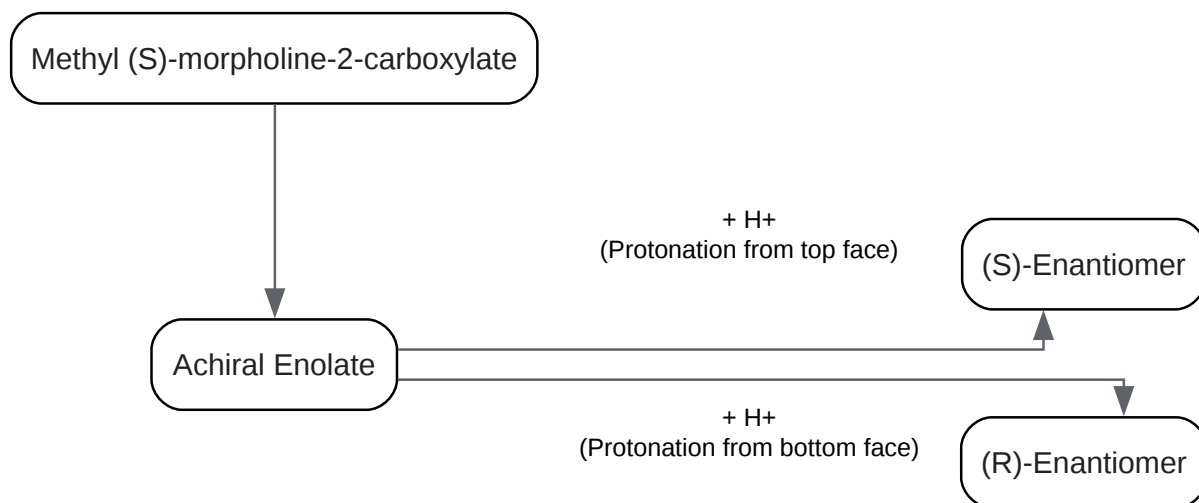 Methyl (S)-morpholine-2-carboxylate
+ H+
(Protonation from top face)
(S)-Enantiomer
Achiral Enolate
+ H+
(Protonation from bottom face)
(R)-Enantiomer